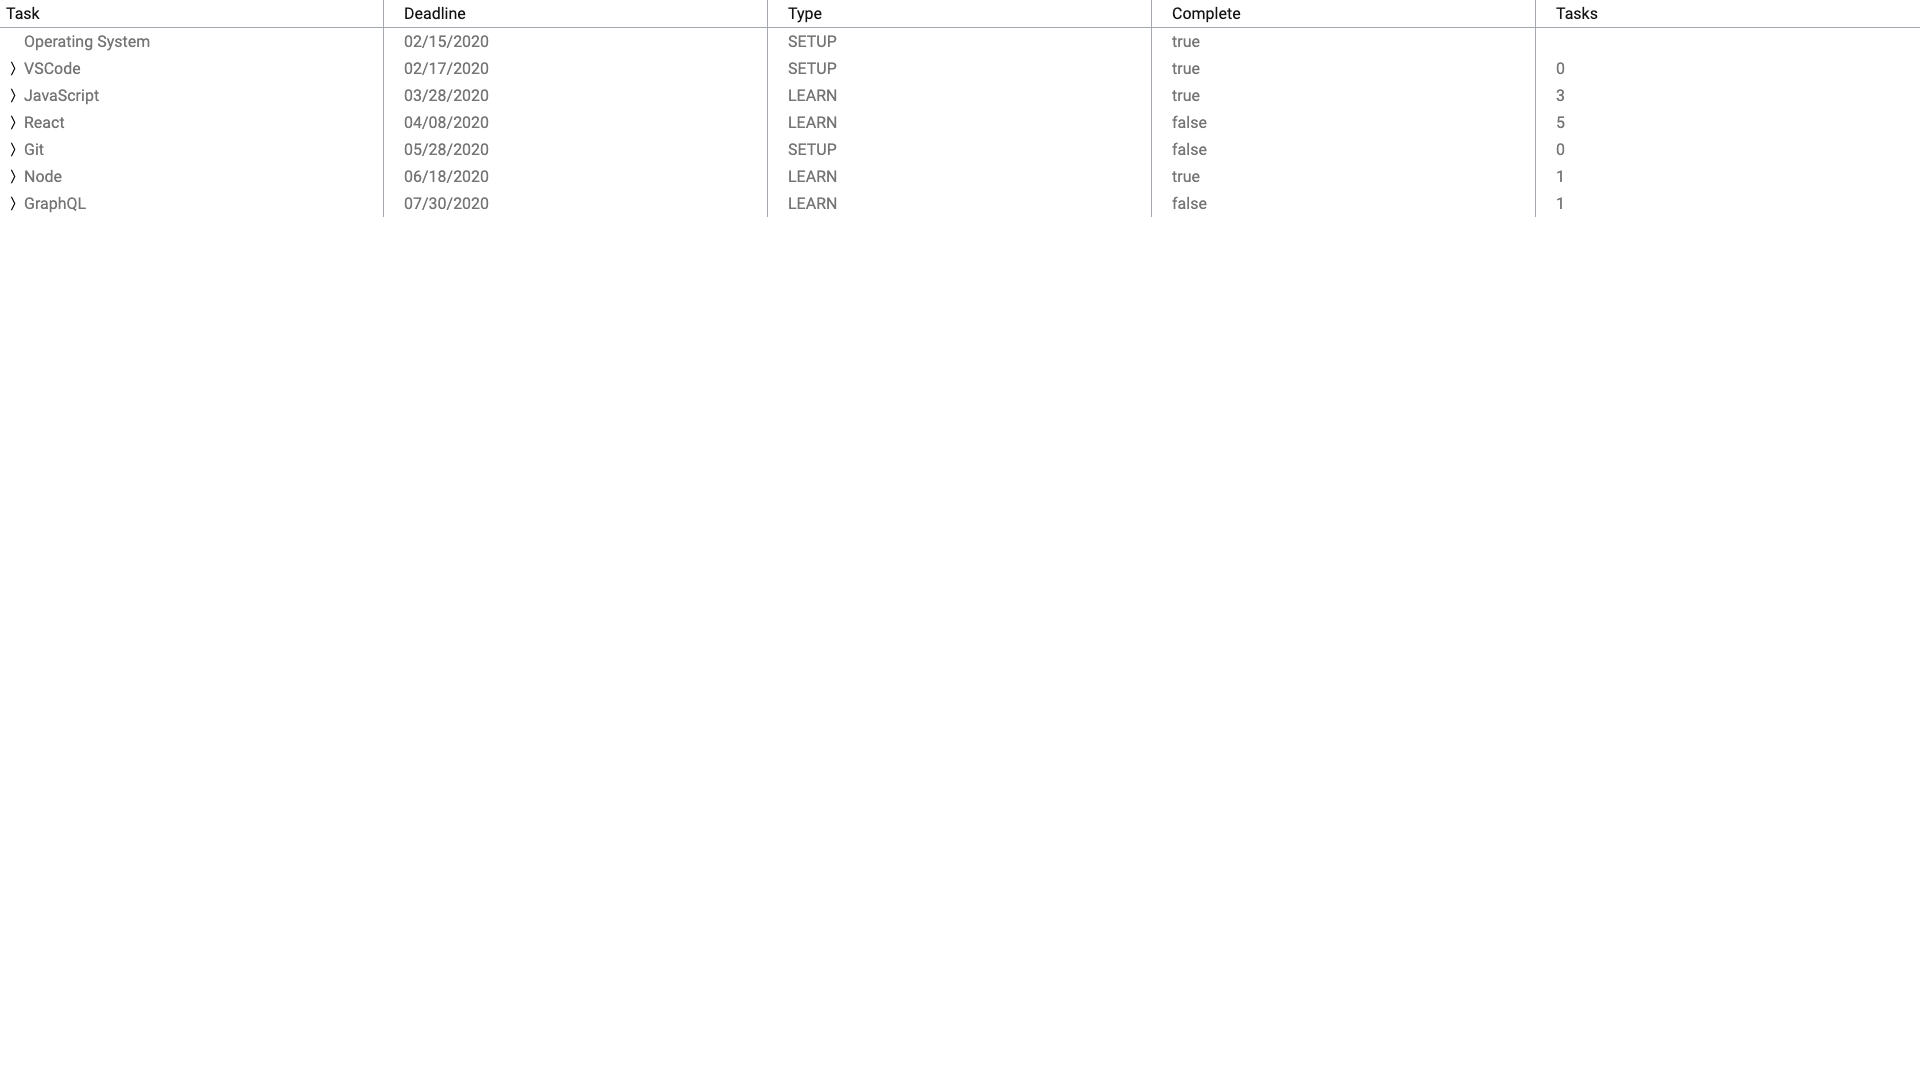 Task Deadline Type Complete Tasks
Operating System 02/15/2020 SETUP true
〉 VSCode 02/17/2020 SETUP true 0
〉 JavaScript 03/28/2020 LEARN true 3
〉 React 04/08/2020 LEARN false 5
〉 Git 05/28/2020 SETUP false 0
〉 Node 06/18/2020 LEARN true 1
〉 GraphQL 07/30/2020 LEARN false 1